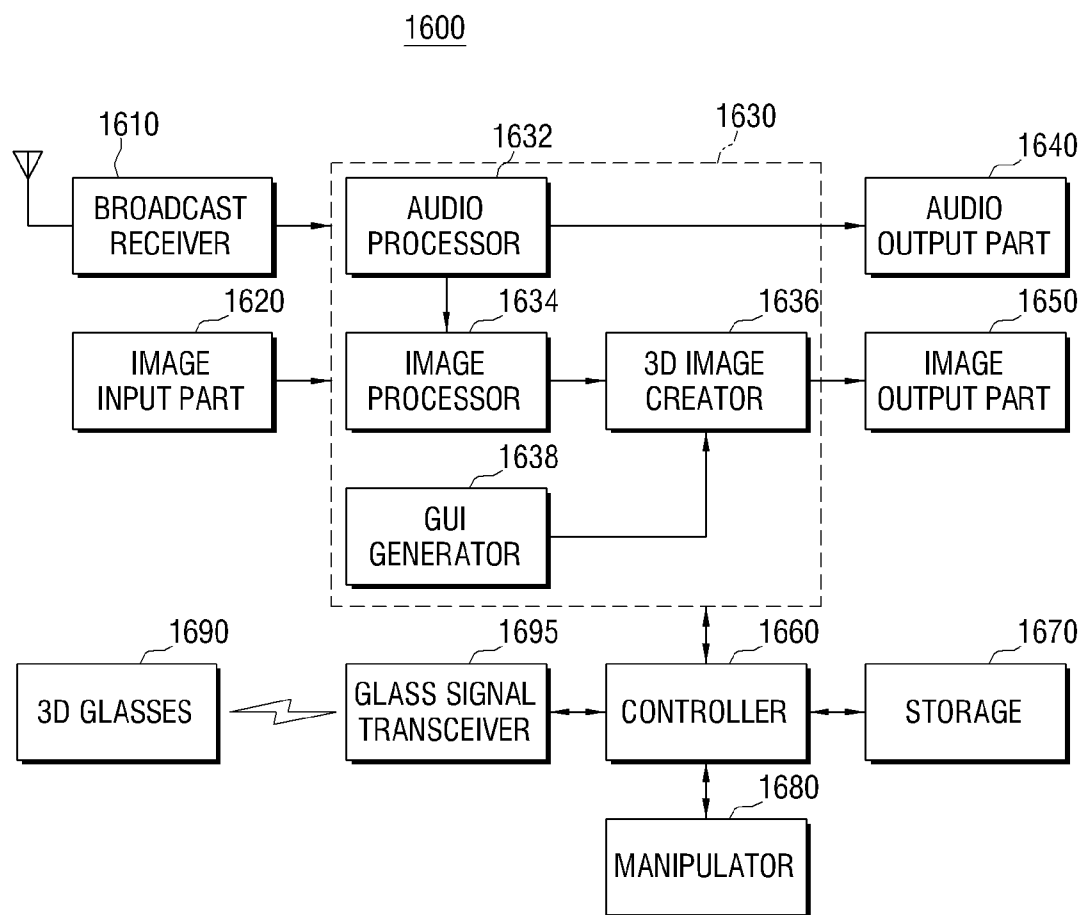 1600
1610
1632
1630
1640
BROADCAST
RECEIVER
AUDIO
PROCESSOR
AUDIO
OUTPUT PART
1620
1634
1636
1650
IMAGE
INPUT PART
IMAGE
PROCESSOR
3D IMAGE
CREATOR
IMAGE
OUTPUT PART
1638
GUI
GENERATOR
1690
1695
1660
1670
3D GLASSES
GLASS SIGNAL
TRANSCEIVER
CONTROLLER
STORAGE
1680
MANIPULATOR